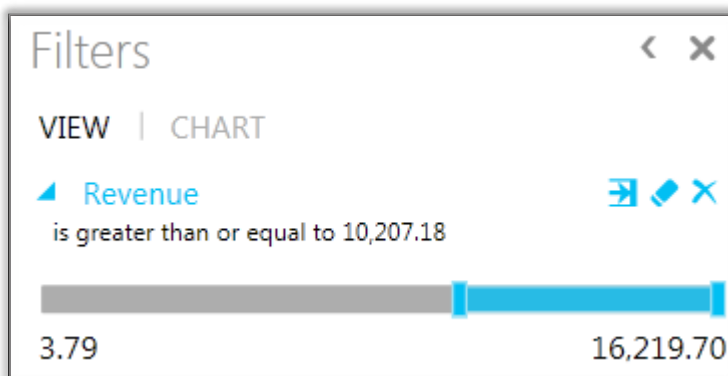 Filters
VIEW | CHART
Revenue
is greater than or equal to 10,207.18
3.79 16,219.70